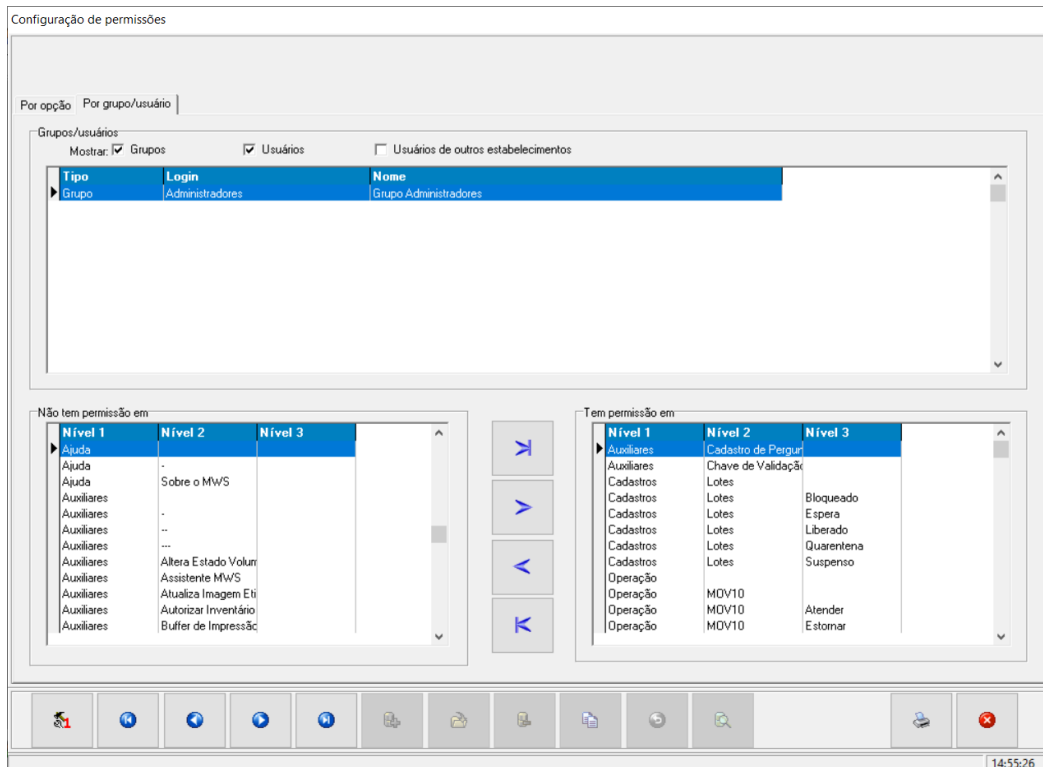 Configuração de permissões
Por opção Por grupo/usuário
Grupos/usuários
Mostrar: Grupos Usuários Usuários de outros estabelecimentos
Tipo Login Nome
Grupo Administradores Grupo Administradores
Não tem permissão em
Nível 1 Nível 2 Nível 3
Ajuda
Ajuda -
Ajuda Sobre o MWS
Auxiliares
Auxiliares -
Auxiliares --
Auxiliares ---
Auxiliares Altera Estado Volum
Auxiliares Assistente MWS
Auxiliares Atualiza Imagem Eti
Auxiliares Autorizar Inventário
Auxiliares Buffer de Impressão
Tem permissão em
Nível 1 Nível 2 Nível 3
Auxiliares Cadastro de Pergun
Auxiliares Chave de Validação
Cadastros Lotes
Cadastros Lotes Bloqueado
Cadastros Lotes Espera
Cadastros Lotes Liberado
Cadastros Lotes Quarentena
Cadastros Lotes Suspenso
Operação
Operação MOV10
Operação MOV10 Atender
Operação MOV10 Estornar
1
14:55:26